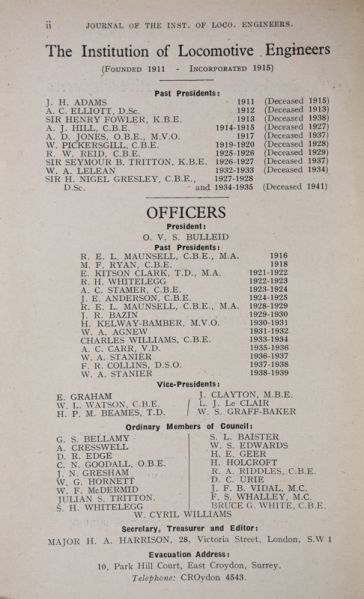 ii JOURNAL OF THE INST. OF LOCO. ENGINEERS.
The Institution of Locomotive Engineers
(FOUNDED 1911 - INCORPORATED 1915)
Past Presidents:
J. H. ADAMS 1911 (Deceased 1915)
A. C. ELLIOTT, D.Sc. 1912 (Deceased 1913)
SIR HENRY FOWLER, K.B.E. 1913 (Deceased 1938)
A. J. HILL, C.B.E. 1914-1915 (Deceased 1927)
A. D. JONES, O.B.E., M.V.O. 1917 (Deceased 1937)
W. PICKERSGILL, C.B.E. 1919-1920 (Deceased 1928)
R. W. REID, C.B.E. 1925-1926 (Deceased 1929)
SIR SEYMOUR B. TRITTON, K.B.E. 1926-1927 (Deceased 1937)
W. A. LELEAN 1932-1933 (Deceased 1934)
SIR H. NIGEL GRESLEY, C.B.E., 1927-1928
D.Sc. and 1934-1935 (Deceased 1941)
OFFICERS
President:
O. V. S. BULLEID
Past Presidents:
R. E. L. MAUNSELL, C.B.E., M.A. 1916
M. F. RYAN, C.B.E. 1918
E. KITSON CLARK, T.D., M.A. 1921-1922
R. H. WHITELEGG 1922-1923
A. C. STAMER, C.B.E. 1923-1924
J. E. ANDERSON, C.B.E. 1924-1925
R. E. L. MAUNSELL, C.B.E., M.A. 1928-1929
J. R. BAZIN 1929-1930
H. KELWAY-BAMBER, M.V.O. 1930-1931
W. A. AGNEW 1931-1932
CHARLES WILLIAMS, C.B.E. 1933-1934
A. C. CARR, V.D. 1935-1936
W. A. STANIER 1936-1937
F. R. COLLINS, D.S.O. 1937-1938
W. A. STANIER 1938-1939
Vice-Presidents:
E. GRAHAM J. CLAYTON, M.B.E.
W. L. WATSON, C.B.E. L. J. Le CLAIR
H. P. M. BEAMES, T.D. W. S. GRAFF-BAKER
Ordinary Members of Council:
G. S. BELLAMY S. L. BAISTER
A. CRESSWELL W. S. EDWARDS
D. R. EDGE H. E. GEER
C. N. GOODALL, O.B.E. H. HOLCROFT
J. N. GRESHAM R. A. RIDDLES, C.B.E.
W. G. HORNETT D. C. URIE
W. F. McDERMID J. F. B. VIDAL, M.C.
JULIAN S. TRITTON. F. S. WHALLEY, M.C.
S. H. WHITELEGG BRUCE G. WHITE, C.B.E.
W. CYRIL WILLIAMS
Secretary, Treasurer and Editor:
MAJOR H. A. HARRISON, 28, Victoria Street, London, S.W 1
Evacuation Address:
10, Park Hill Court, East Croydon, Surrey.
Telephone: CROydon 4543.